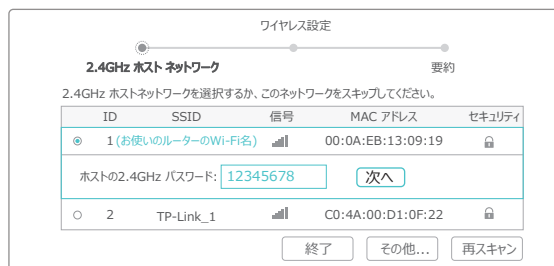 ワイヤレス設定
2.4GHz ホスト ネットワーク 要約
2.4GHz ホストネットワークを選択するか、このネットワークをスキップしてください。
ID SSID 信号 MAC アドレス セキュリティ
1 (お使いのルーターのWi-Fi名) 00:0A:EB:13:09:19
ホストの2.4GHz パスワード: 12345678 次へ
2 TP-Link_1 C0:4A:00:D1:0F:22
終了 その他... 再スキャン